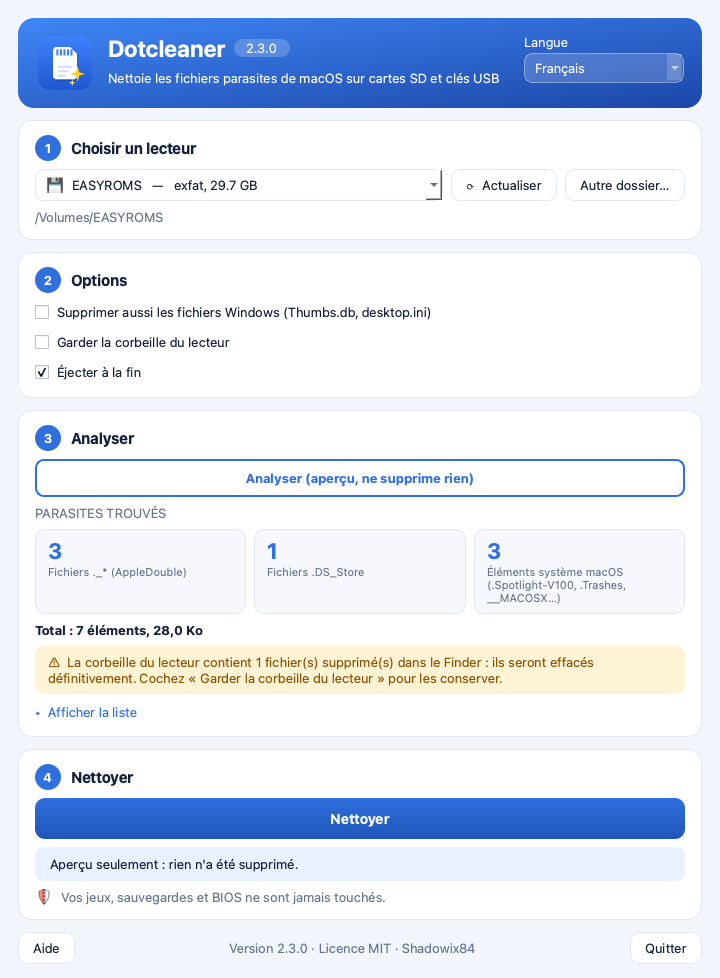 Dotcleaner 2.3.0
Nettoie les fichiers parasites de macOS sur cartes SD et clés USB
Langue
Français
1 Choisir un lecteur
EASYROMS — exfat, 29.7 GB
Actualiser
Autre dossier...
/Volumes/EASYROMS
2 Options
Supprimer aussi les fichiers Windows (Thumbs.db, desktop.ini)
Garder la corbeille du lecteur
Éjecter à la fin
3 Analyser
Analyser (aperçu, ne supprime rien)
PARASITES TROUVÉS
3
Fichiers ._* (AppleDouble)
1
Fichiers .DS_Store
3
Éléments système macOS
(.Spotlight-V100, .Trashes,
__MACOSX...)
Total : 7 éléments, 28,0 Ko
⚠ La corbeille du lecteur contient 1 fichier(s) supprimé(s) dans le Finder : ils seront effacés
définitivement. Cochez « Garder la corbeille du lecteur » pour les conserver.
Afficher la liste
4 Nettoyer
Nettoyer
Aperçu seulement : rien n'a été supprimé.
Vos jeux, sauvegardes et BIOS ne sont jamais touchés.
Aide
Version 2.3.0 · Licence MIT · Shadowix84
Quitter